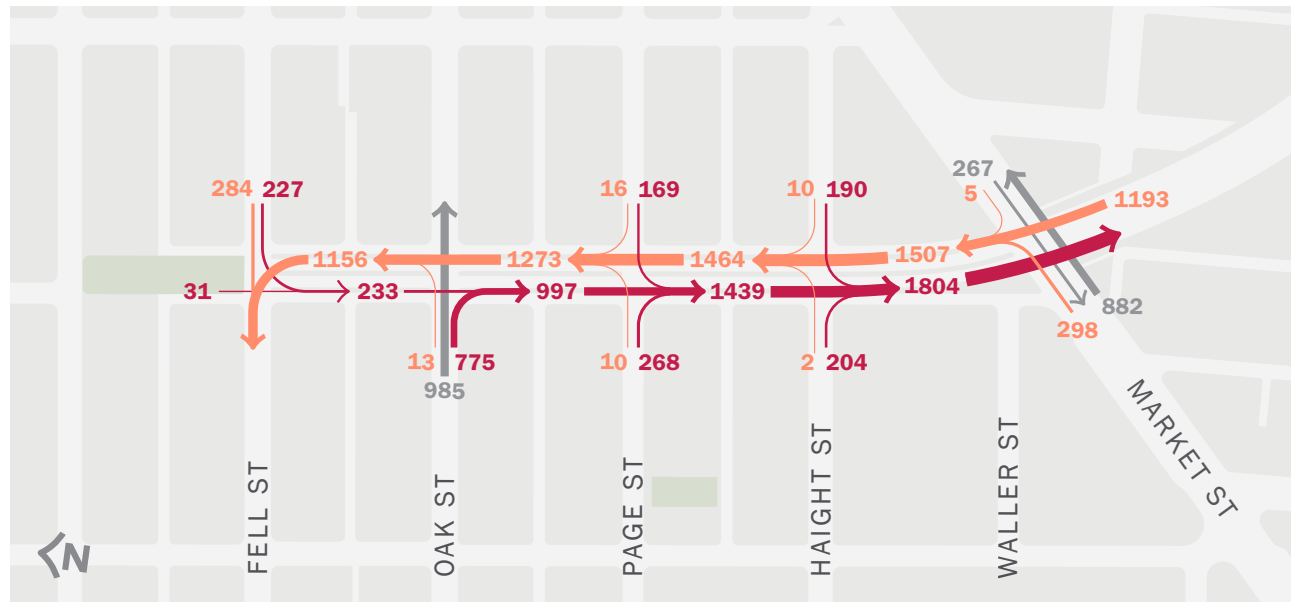 267
284 227 16 169 10 190 5 1193
1156 1273 1464 1507
31 233 997 1439 1804
882
298
13 775 10 268 2 204
985
FELL ST
OAK ST
PAGE ST
HAIGHT ST
WALLER ST
MARKET ST
N